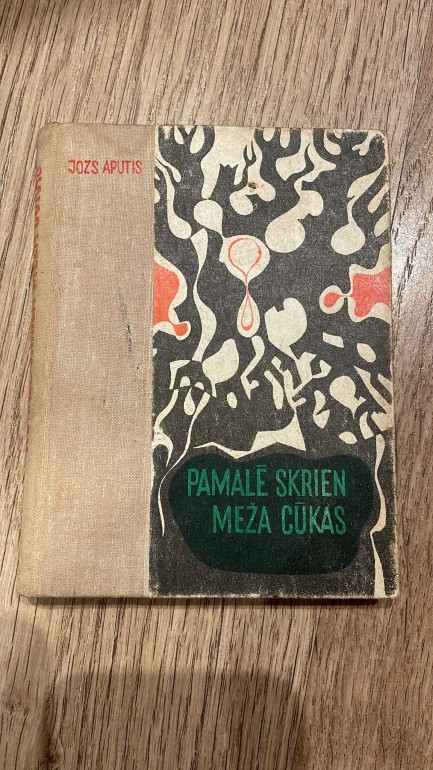 JOZS APUTIS
PAMALĒ SKRIEN
MEŽA CŪKAS